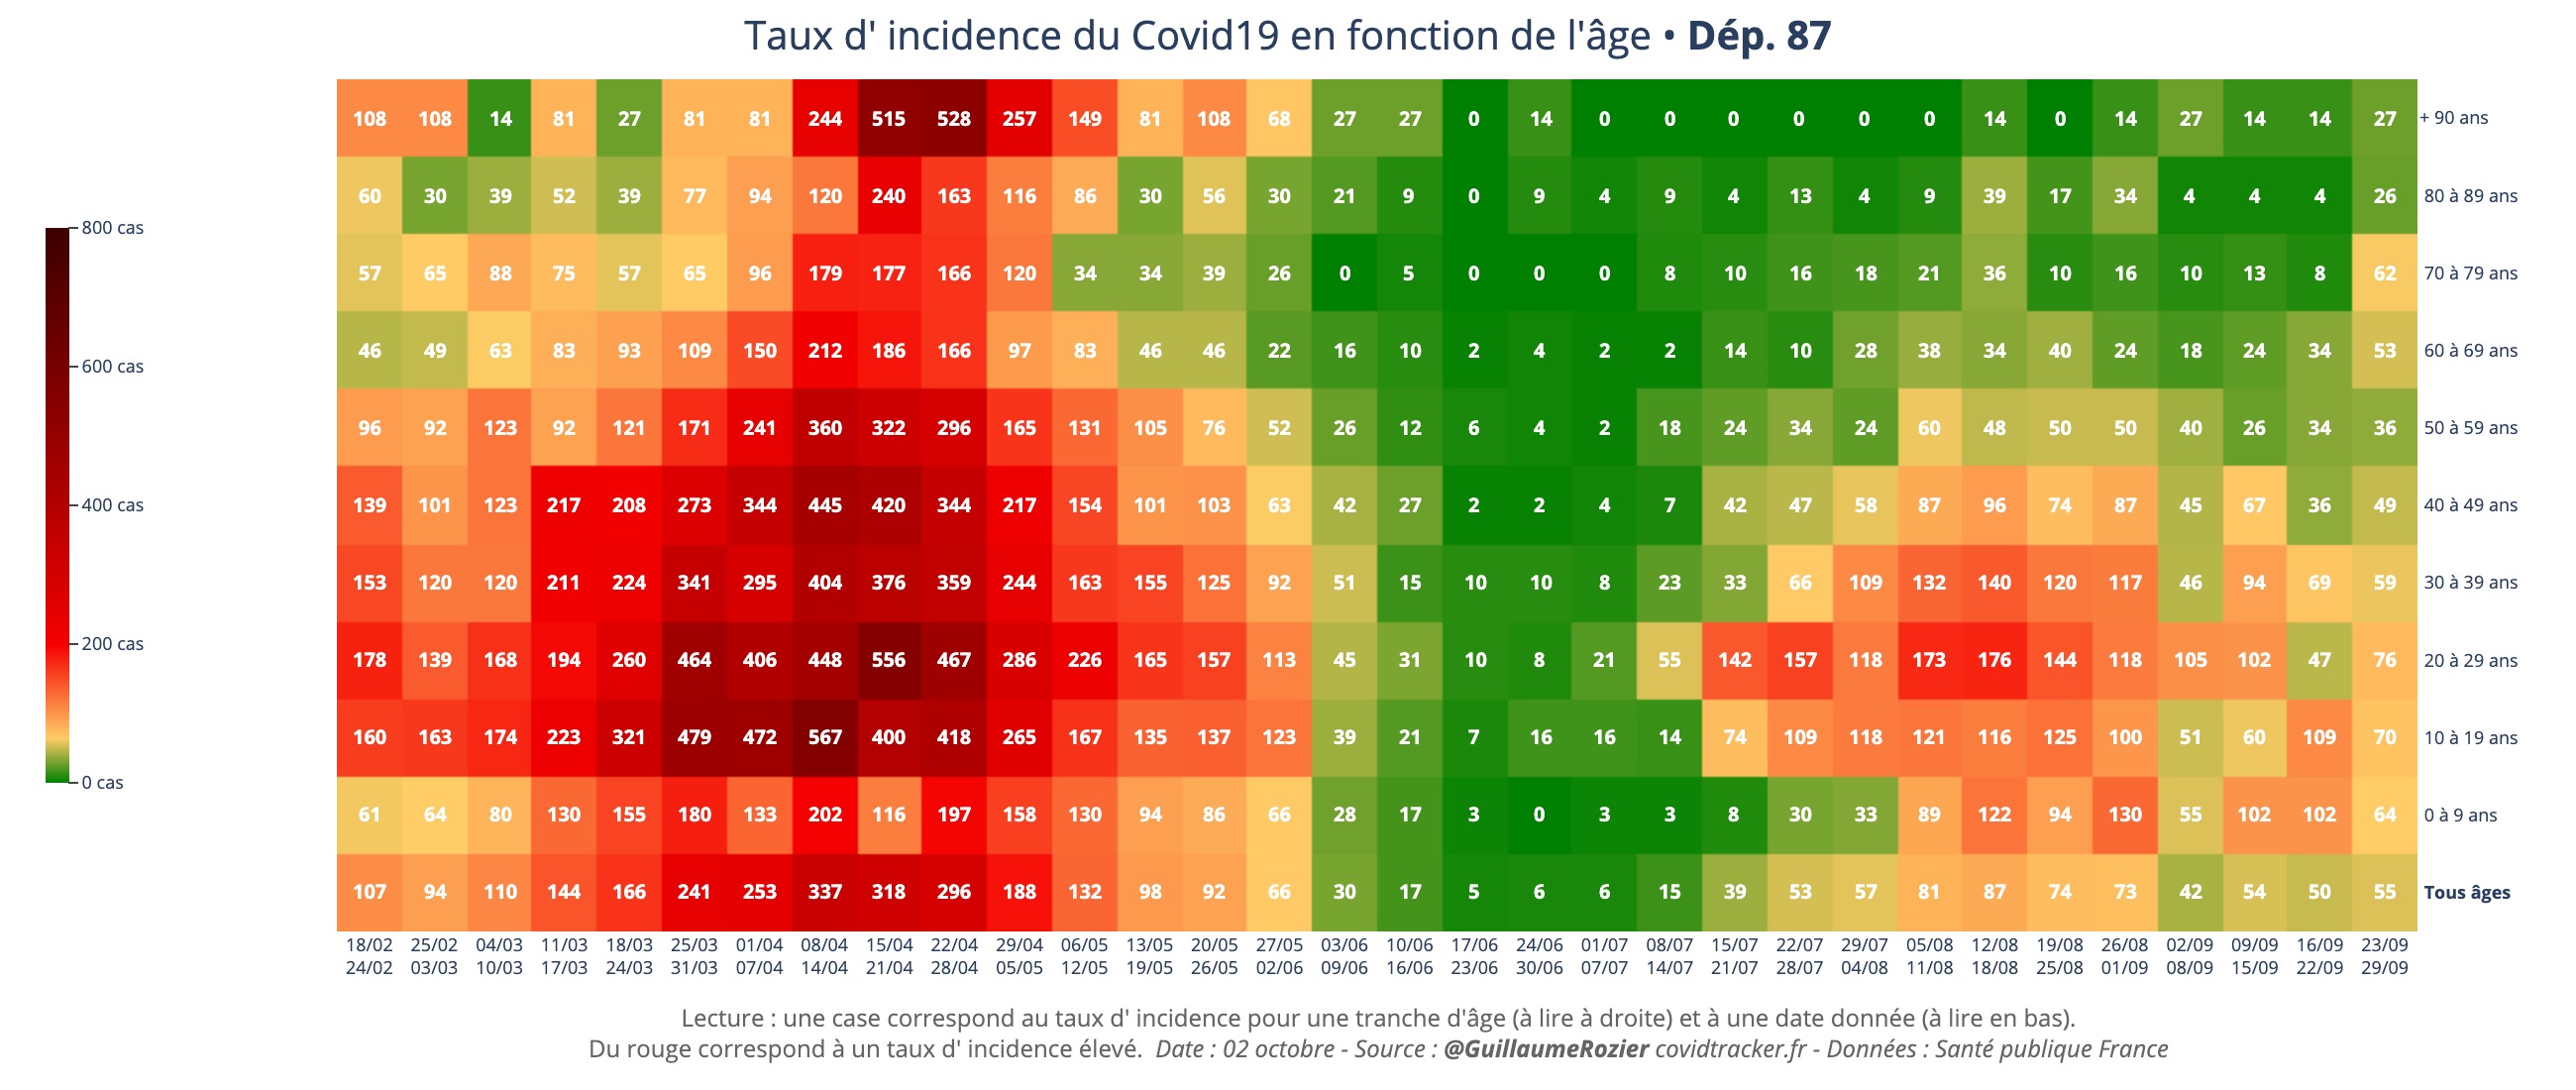 Taux d' incidence du Covid19 en fonction de l'âge • Dép. 87
800 cas
600 cas
400 cas
200 cas
0 cas
108 108 14 81 27 81 81 244 515 528 257 149 81 108 68 27 27 0 14 0 0 0 0 0 0 14 0 14 27 14 14 27 + 90 ans
60 30 39 52 39 77 94 120 240 163 116 86 30 56 30 21 9 0 9 4 9 4 13 4 9 39 17 34 4 4 4 26 80 à 89 ans
57 65 88 75 57 65 96 179 177 166 120 34 34 39 26 0 5 0 0 0 8 10 16 18 21 36 10 16 10 13 8 62 70 à 79 ans
46 49 63 83 93 109 150 212 186 166 97 83 46 46 22 16 10 2 4 2 2 14 10 28 38 34 40 24 18 24 34 53 60 à 69 ans
96 92 123 92 121 171 241 360 322 296 165 131 105 76 52 26 12 6 4 2 18 24 34 24 60 48 50 50 40 26 34 36 50 à 59 ans
139 101 123 217 208 273 344 445 420 344 217 154 101 103 63 42 27 2 2 4 7 42 47 58 87 96 74 87 45 67 36 49 40 à 49 ans
153 120 120 211 224 341 295 404 376 359 244 163 155 125 92 51 15 10 10 8 23 33 66 109 132 140 120 117 46 94 69 59 30 à 39 ans
178 139 168 194 260 464 406 448 556 467 286 226 165 157 113 45 31 10 8 21 55 142 157 118 173 176 144 118 105 102 47 76 20 à 29 ans
160 163 174 223 321 479 472 567 400 418 265 167 135 137 123 39 21 7 16 16 14 74 109 118 121 116 125 100 51 60 109 70 10 à 19 ans
61 64 80 130 155 180 133 202 116 197 158 130 94 86 66 28 17 3 0 3 3 8 30 33 89 122 94 130 55 102 102 64 0 à 9 ans
107 94 110 144 166 241 253 337 318 296 188 132 98 92 66 30 17 5 6 6 15 39 53 57 81 87 74 73 42 54 50 55 Tous âges
18/02 25/02 04/03 11/03 18/03 25/03 01/04 08/04 15/04 22/04 29/04 06/05 13/05 20/05 27/05 03/06 10/06 17/06 24/06 01/07 08/07 15/07 22/07 29/07 05/08 12/08 19/08 26/08 02/09 09/09 16/09 23/09
24/02 03/03 10/03 17/03 24/03 31/03 07/04 14/04 21/04 28/04 05/05 12/05 19/05 26/05 02/06 09/06 16/06 23/06 30/06 07/07 14/07 21/07 28/07 04/08 11/08 18/08 25/08 01/09 08/09 15/09 22/09 29/09
Lecture : une case correspond au taux d' incidence pour une tranche d'âge (à lire à droite) et à une date donnée (à lire en bas).
Du rouge correspond à un taux d' incidence élevé. Date : 02 octobre - Source : @GuillaumeRozier covidtracker.fr - Données : Santé publique France